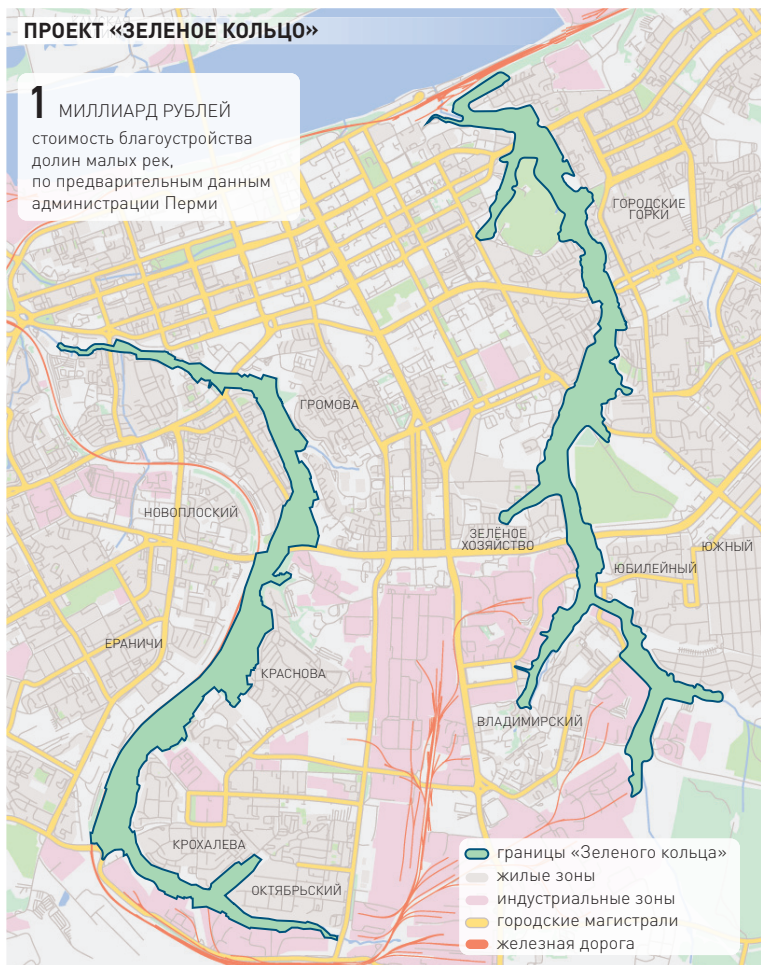 ПРОЕКТ «ЗЕЛЕНОЕ КОЛЬЦО»
1 МИЛЛИАРД РУБЛЕЙ
стоимость благоустройства
долин малых рек,
по предварительным данным
администрации Перми
ГОРОДСКИЕ
ГОРКИ
ГРОМОВА
НОВОПЛОСКИЙ
ЗЕЛЁНОЕ
ХОЗЯЙСТВО
ЮЖНЫЙ
ЮБИЛЕЙНЫЙ
ЕРАНИЧИ
КРАСНОВА
ВЛАДИМИРСКИЙ
КРОХАЛЕВА
ОКТЯБРЬСКИЙ
границы «Зеленого кольца»
жилые зоны
индустриальные зоны
городские магистрали
железная дорога